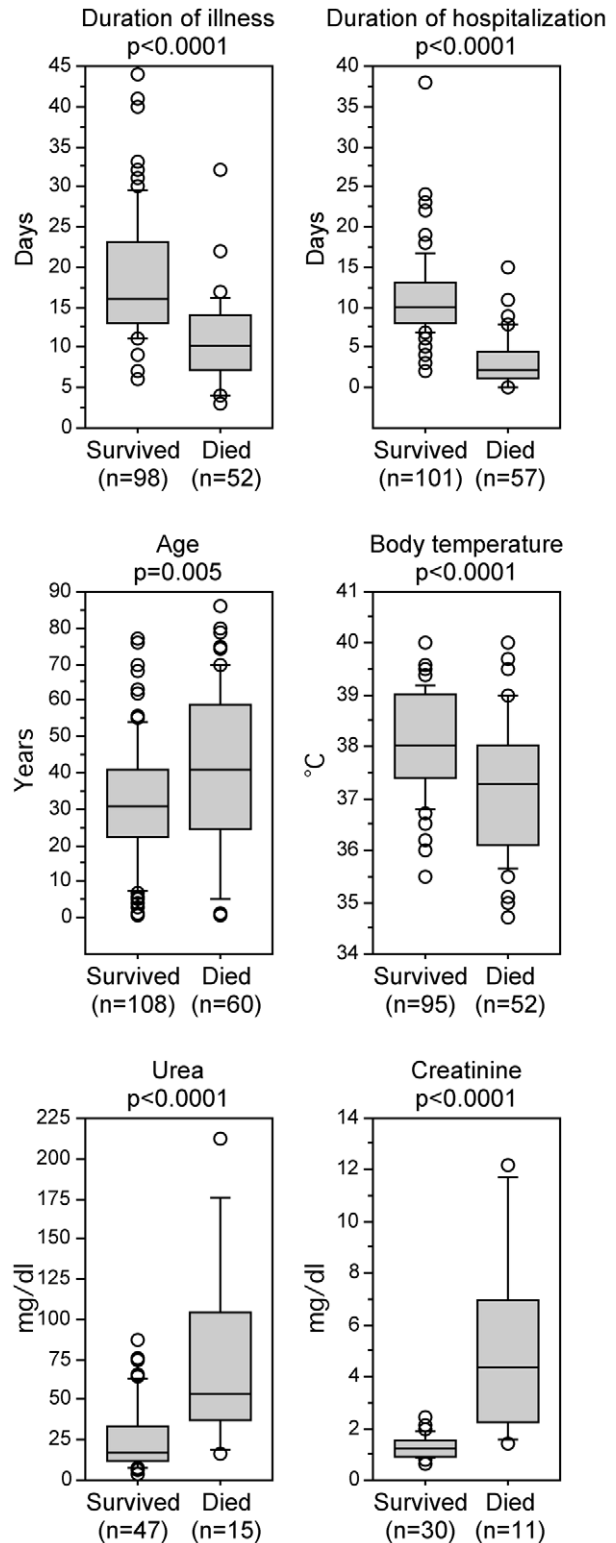 Duration of illness
p<0.0001
45
40
35
30
25
20
15
10
5
0
Days
Survived Died
(n=98) (n=52)
Duration of hospitalization
p<0.0001
40
35
30
25
20
15
10
5
0
Days
Survived Died
(n=101) (n=57)
Age
p=0.005
90
80
70
60
50
40
30
20
10
0
Years
Survived Died
(n=108) (n=60)
Body temperature
p<0.0001
41
40
39
38
37
36
35
34
°C
Survived Died
(n=95) (n=52)
Urea
p<0.0001
225
200
175
150
125
100
75
50
25
0
mg/dl
Survived Died
(n=47) (n=15)
Creatinine
p<0.0001
14
12
10
8
6
4
2
0
mg/dl
Survived Died
(n=30) (n=11)